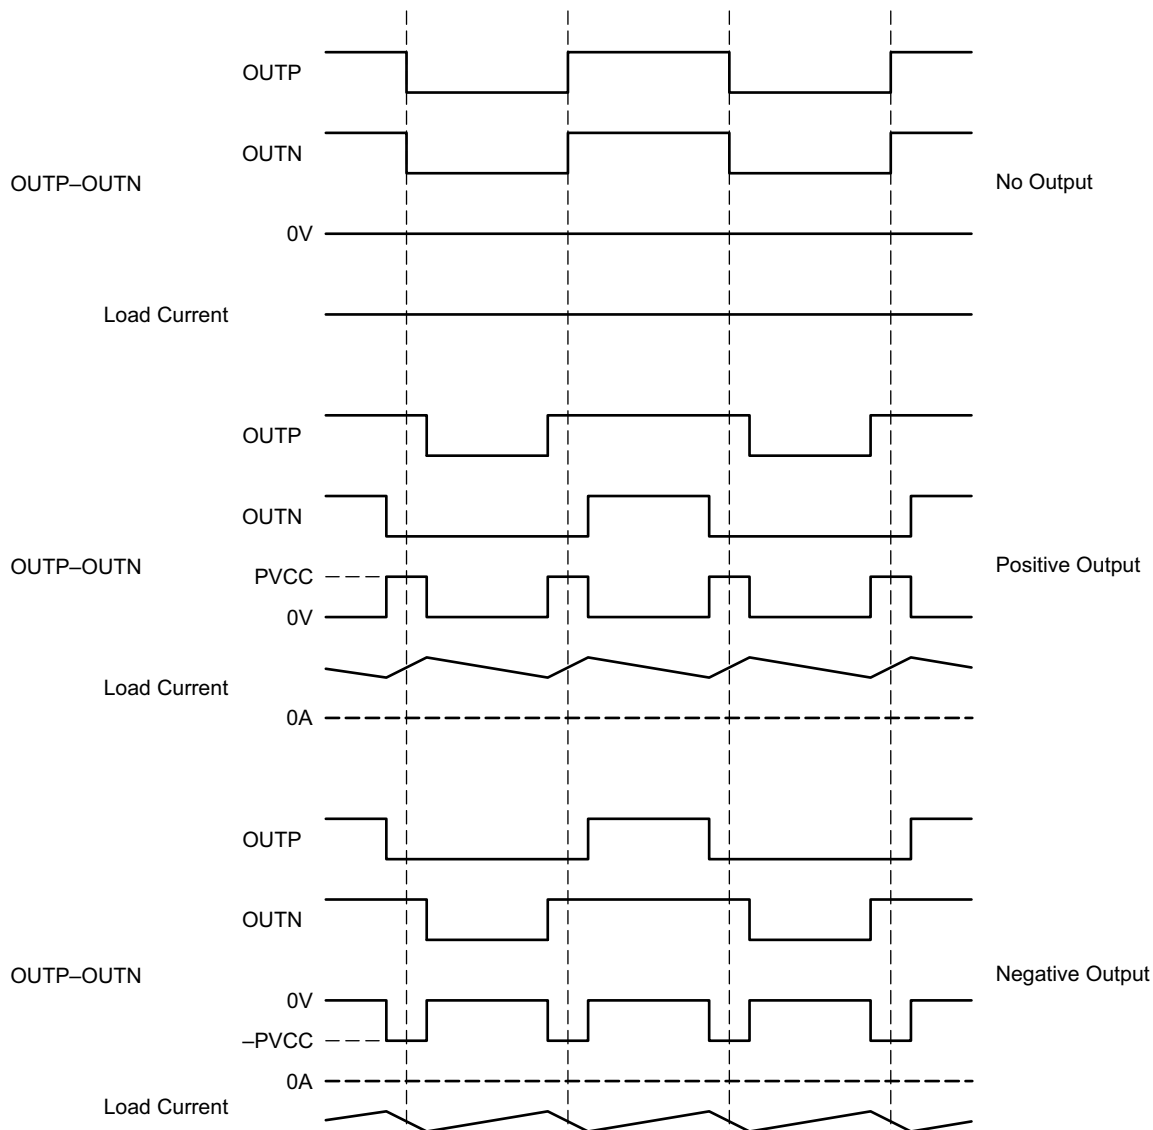 OUTP
OUTN
OUTP–OUTN
No Output
0V
Load Current
OUTP
OUTN
OUTP–OUTN
Positive Output
PVCC
0V
Load Current
0A
OUTP
OUTN
OUTP–OUTN
Negative Output
0V
–PVCC
0A
Load Current